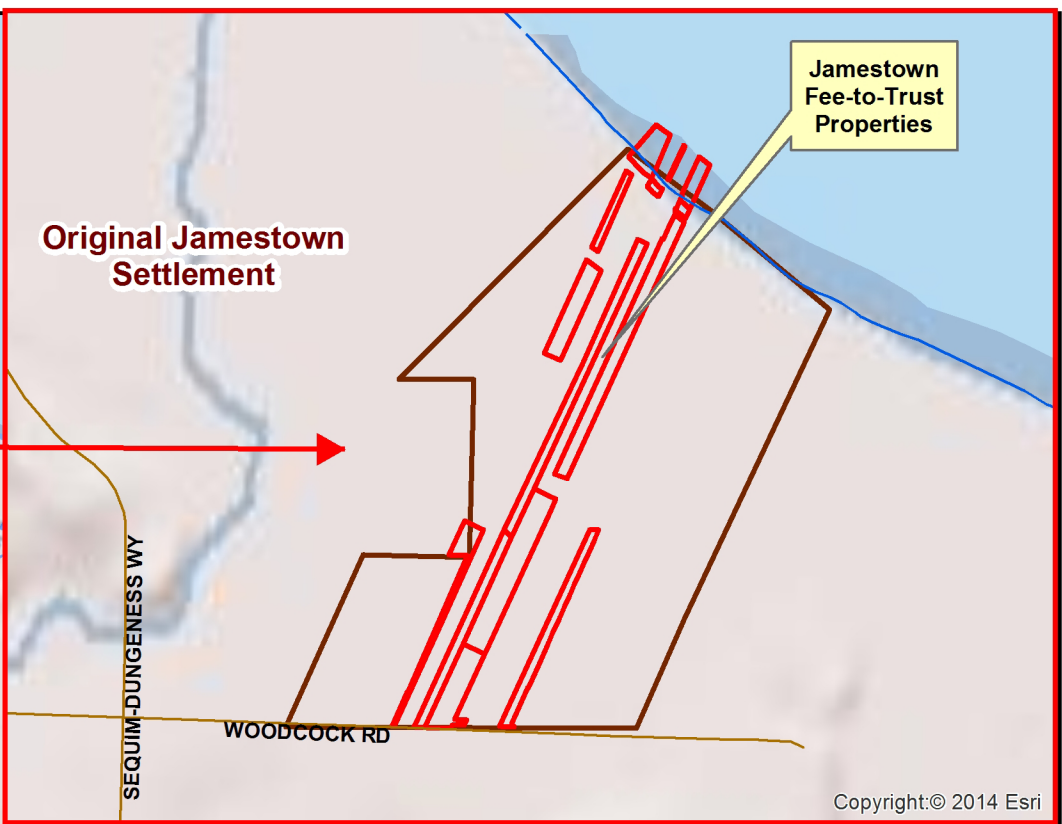 Jamestown
Fee-to-Trust
Properties
Original Jamestown
Settlement
SEQUIM-DUNGENESS WY
WOODCOCK RD
Copyright:© 2014 Esri